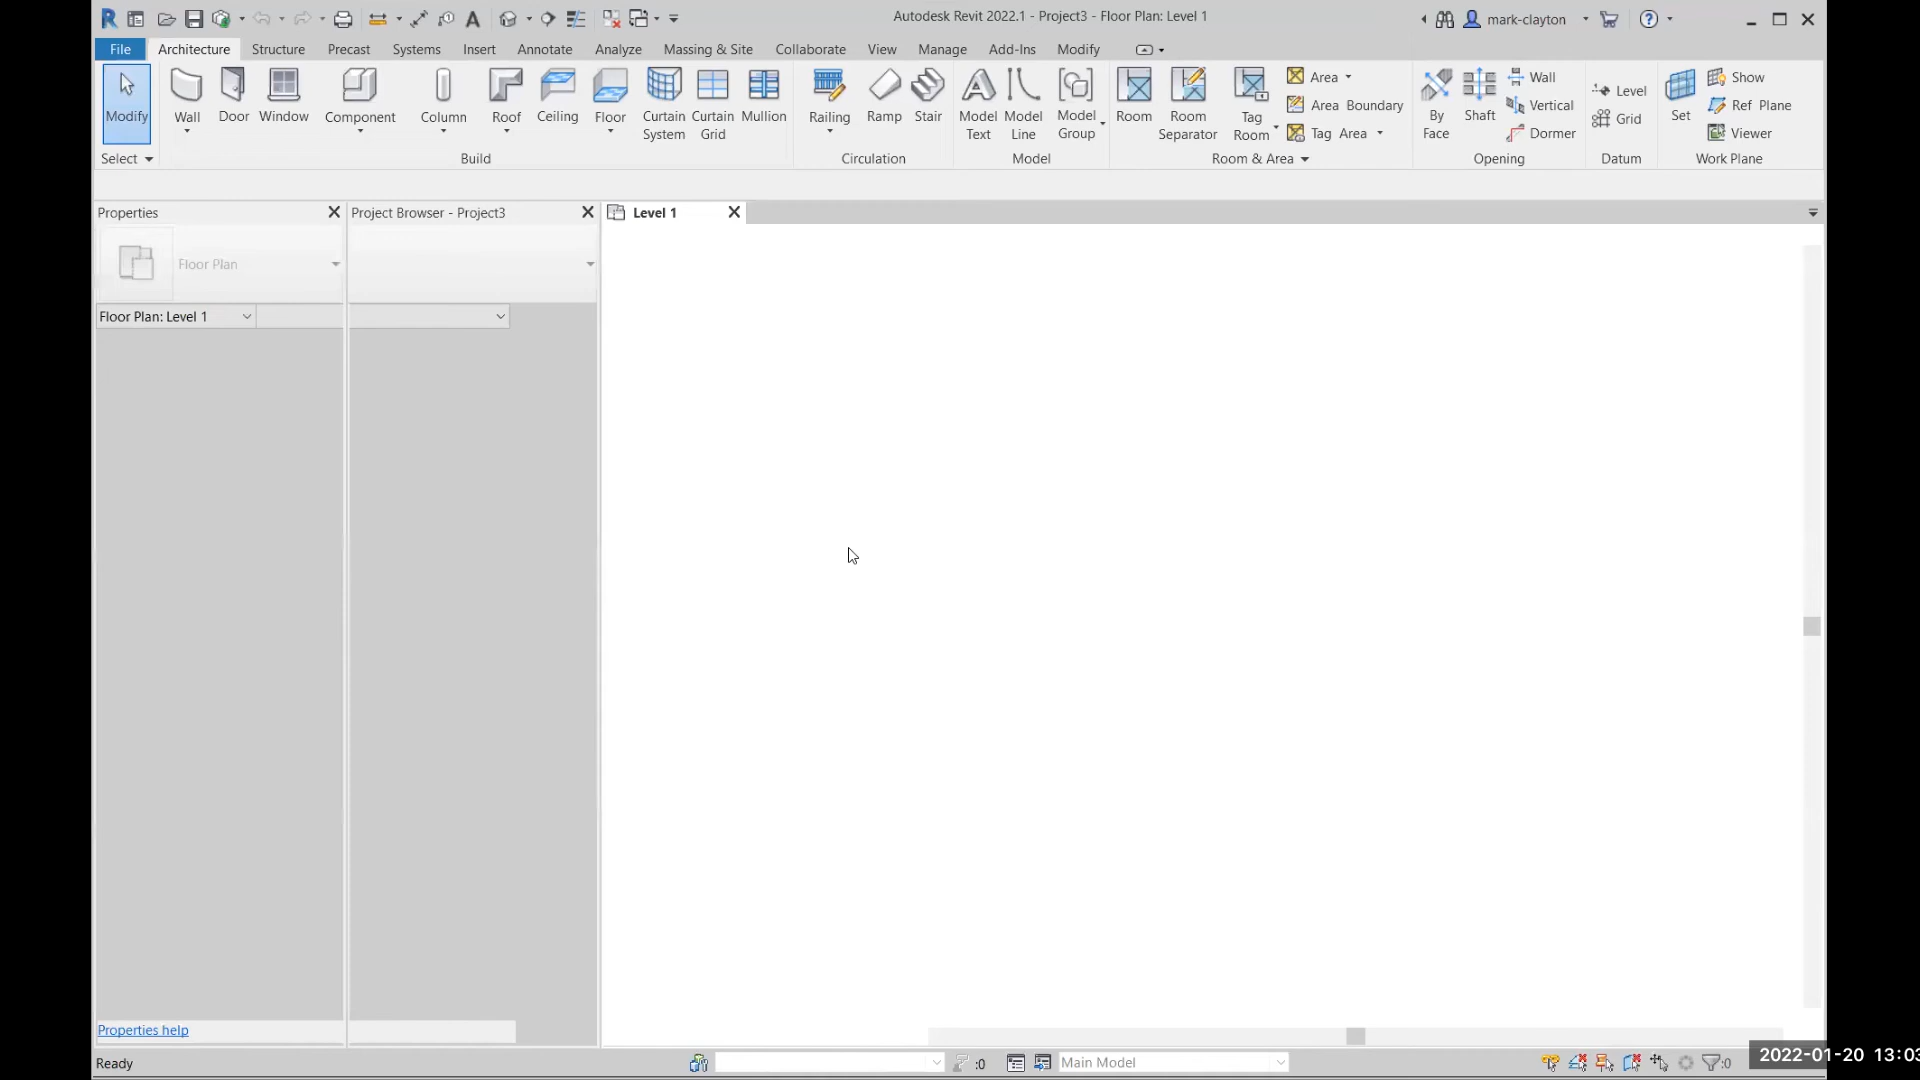 Autodesk Revit 2022.1 - Project3 - Floor Plan: Level 1
mark-clayton
File Architecture Structure Precast Systems Insert Annotate Analyze Massing & Site Collaborate View Manage Add-Ins Modify
Modify
Wall
Door
Window
Component
Column
Roof
Ceiling
Floor
Curtain
System
Curtain
Grid
Mullion
Railing
Ramp
Stair
Model
Text
Model
Line
Model
Group
Room
Room
Separator
Tag
Room
Area
Area Boundary
Tag Area
By
Face
Shaft
Wall
Vertical
Dormer
Level
Grid
Set
Show
Ref Plane
Viewer
Select Build Circulation Model Room & Area Opening Datum Work Plane
Properties
Project Browser - Project3
Level 1
Floor Plan
Floor Plan: Level 1
Properties help
Ready
:0
Main Model
:0
2022-01-20 13:03